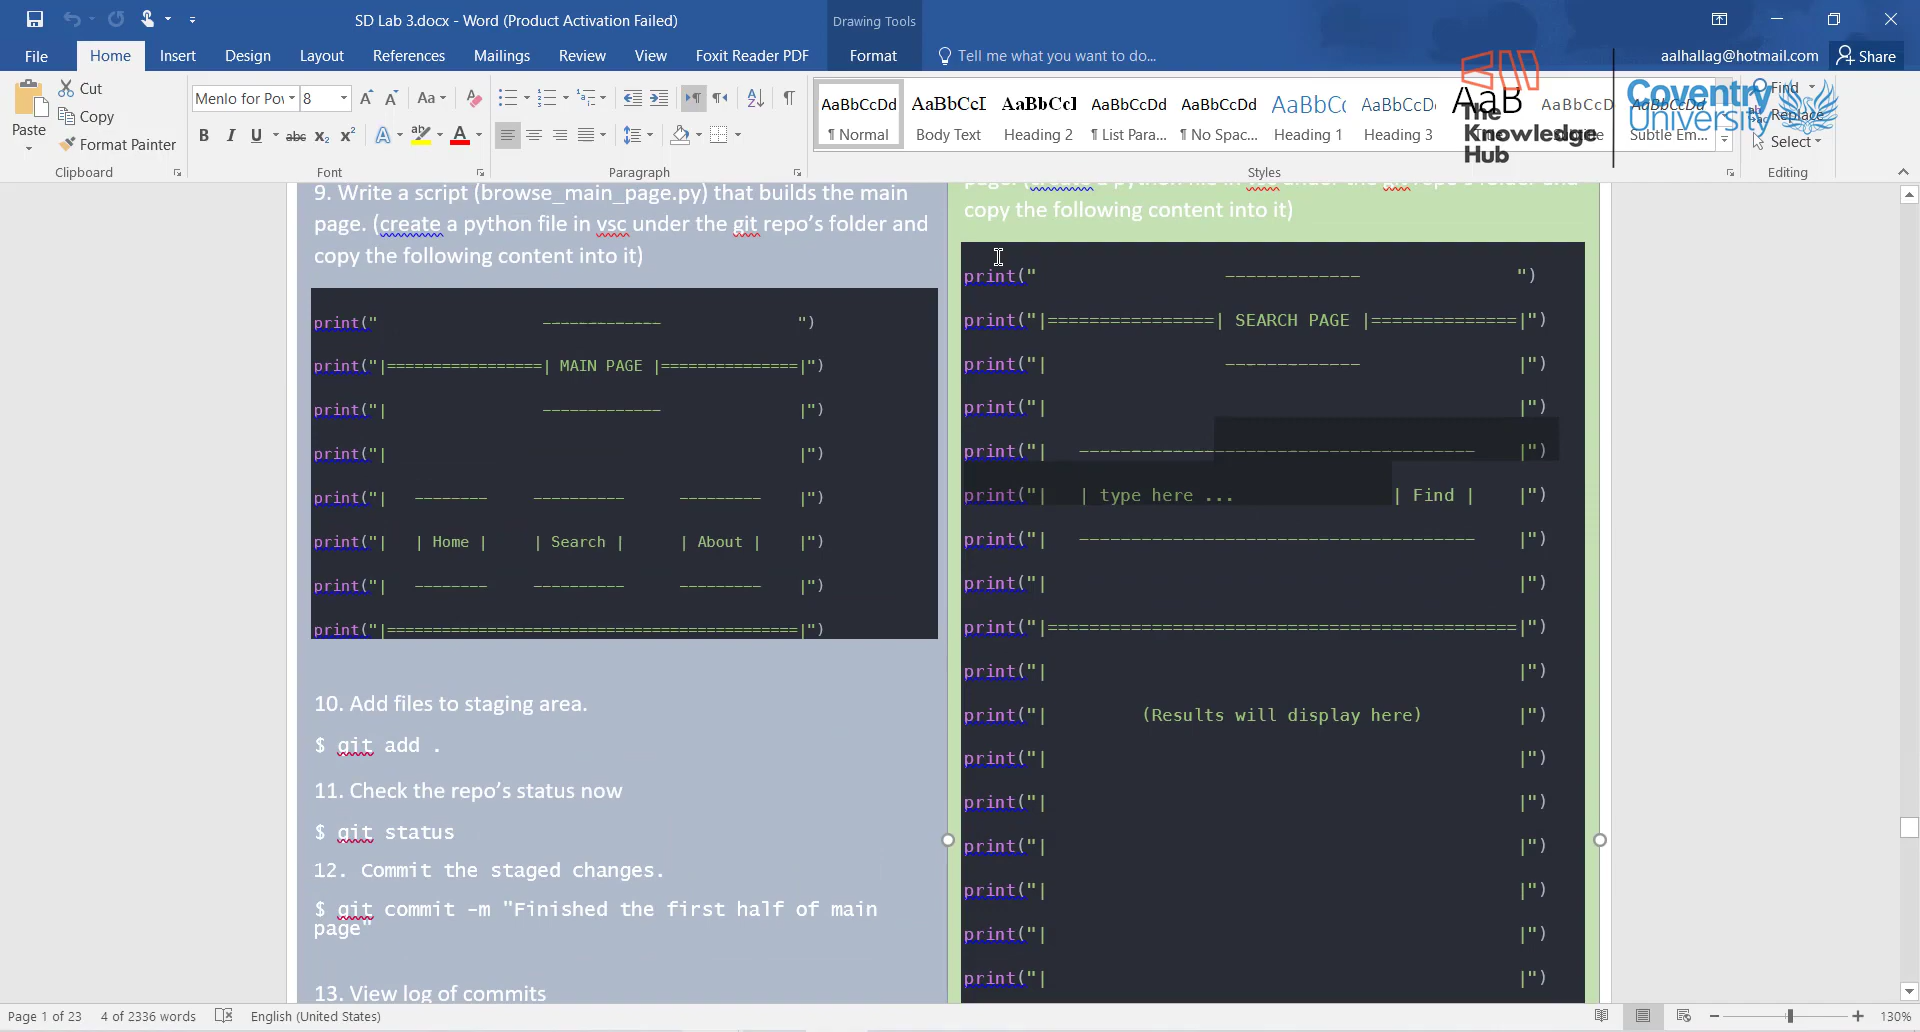 SD Lab 3.docx - Word (Product Activation Failed)
Drawing Tools
File
Home
Insert
Design
Layout
References
Mailings
Review
View
Foxit Reader PDF
Format
Tell me what you want to do...
aalhallag@hotmail.com
Share
Paste
Cut
Copy
Format Painter
Clipboard
Menlo for Pov
8
Font
Paragraph
AaBbCcDd
¶ Normal
AaBbCcI
Body Text
AaBbCcI
Heading 2
AaBbCcDd
¶ List Para...
AaBbCcDd
¶ No Spac...
AaBbCc
Heading 1
AaBbCcDc
Heading 3
AaB
AaBbCcD
Subtle Em...
Styles
Find
Replace
Select
Editing
The
Knowledge
Hub
Coventry
University
9. Write a script (browse_main_page.py) that builds the main
page. (create a python file in vsc under the git repo’s folder and
copy the following content into it)
print("                 -------------               ")
print("|=================| MAIN PAGE |===============|")
print("|                 -------------               |")
print("|                                             |")
print("|   --------     ----------      ---------    |")
print("|   | Home |     | Search |      | About |    |")
print("|   --------     ----------      ---------    |")
print("|=============================================|")
10. Add files to staging area.
$ git add .
11. Check the repo’s status now
$ git status
12. Commit the staged changes.
$ git commit -m "Finished the first half of main
page"
13. View log of commits
copy the following content into it)
print("                  -------------               ")
print("|================| SEARCH PAGE |==============|")
print("|                 -------------               |")
print("|                                             |")
print("|   --------------------------------------    |")
print("|   | type here ...               | Find |    |")
print("|   --------------------------------------    |")
print("|                                             |")
print("|=============================================|")
print("|                                             |")
print("|         (Results will display here)         |")
print("|                                             |")
print("|                                             |")
print("|                                             |")
print("|                                             |")
print("|                                             |")
print("|                                             |")
Page 1 of 23
4 of 2336 words
English (United States)
130%